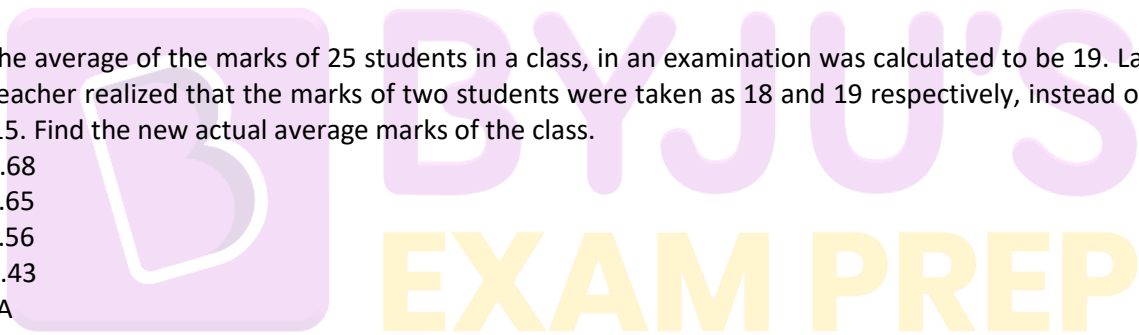 he average of the marks of 25 students in a class, in an examination was calculated to be 19. La
eacher realized that the marks of two students were taken as 18 and 19 respectively, instead o
15. Find the new actual average marks of the class.
.68
.65
.56
.43
A
BYJU'S
EXAM PREP